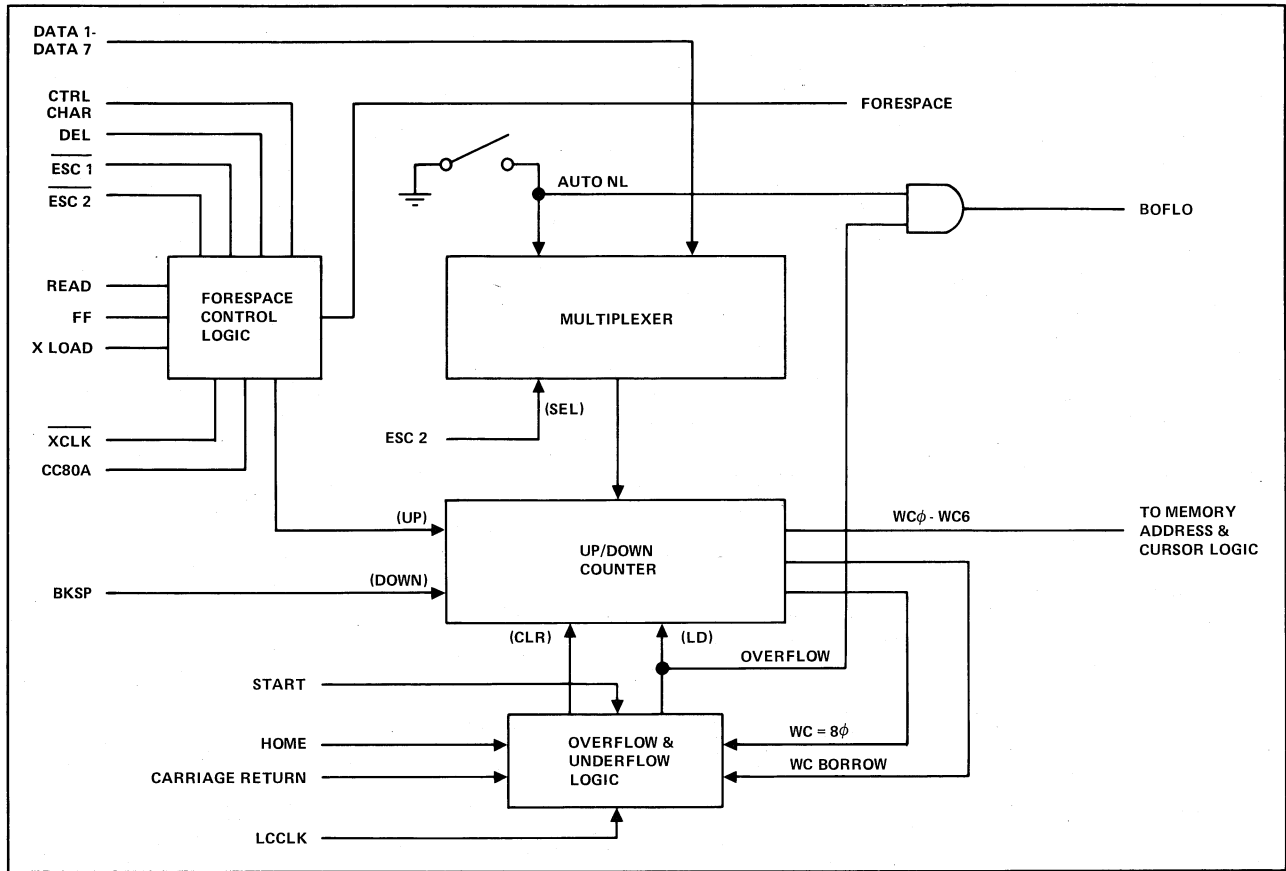 DATA 1-
DATA 7
CTRL
CHAR
DEL
ESC 1
ESC 2
READ
FF
X LOAD
XCLK
CC80A
FORESPACE
CONTROL
LOGIC
FORESPACE
AUTO NL
BOFLO
MULTIPLEXER
(SEL)
ESC 2
(UP)
(DOWN)
BKSP
UP/DOWN
COUNTER
WCϕ - WC6
TO MEMORY
ADDRESS &
CURSOR LOGIC
(CLR)
(LD)
OVERFLOW
START
HOME
CARRIAGE RETURN
LCCLK
OVERFLOW &
UNDERFLOW
LOGIC
WC = 8ϕ
WC BORROW